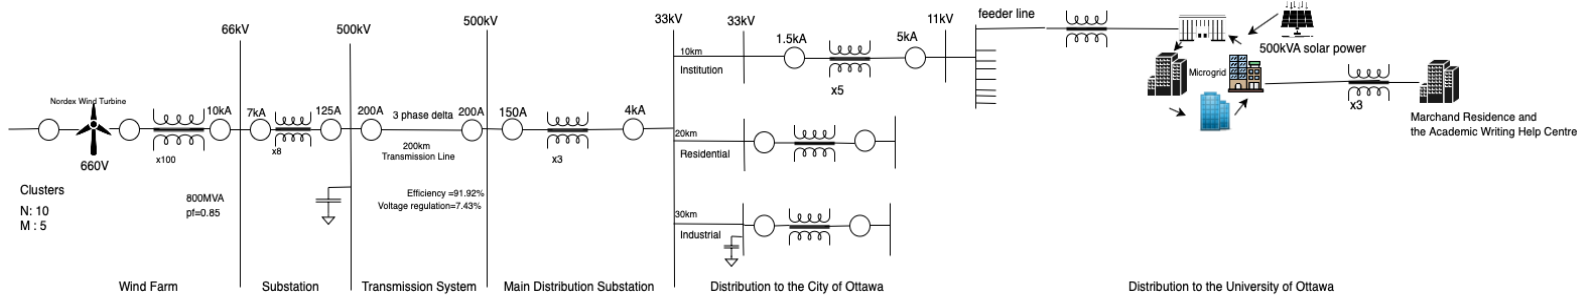 66kV
500kV
500kV
33kV
33kV
11kV
feeder line
500kVA solar power
Microgrid
x3
Marchand Residence and
the Academic Writing Help Centre
Nordex Wind Turbine
660V
x100
10kA
7kA
x8
125A
200A
3 phase delta
200km
Transmission Line
200A
150A
x3
4kA
10km
Institution
1.5kA
5kA
x5
20km
Residential
30km
Industrial
Clusters
N: 10
M : 5
800MVA
pf=0.85
Efficiency =91.92%
Voltage regulation=7.43%
Wind Farm
Substation
Transmission System
Main Distribution Substation
Distribution to the City of Ottawa
Distribution to the University of Ottawa